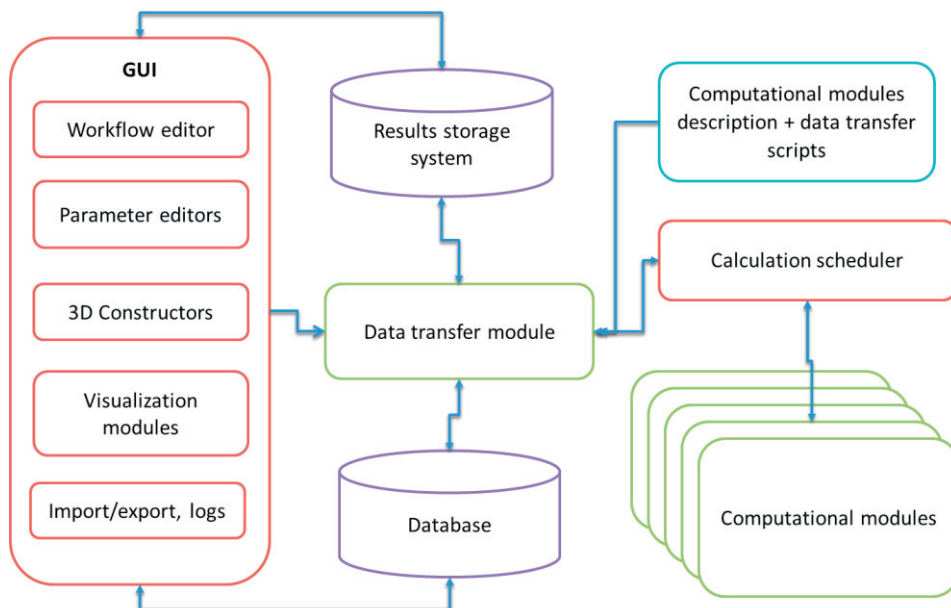 GUI
Workflow editor
Parameter editors
3D Constructors
Visualization
modules
Import/export, logs
Results storage
system
Data transfer module
Database
Computational modules
description + data transfer
scripts
Calculation scheduler
Computational modules